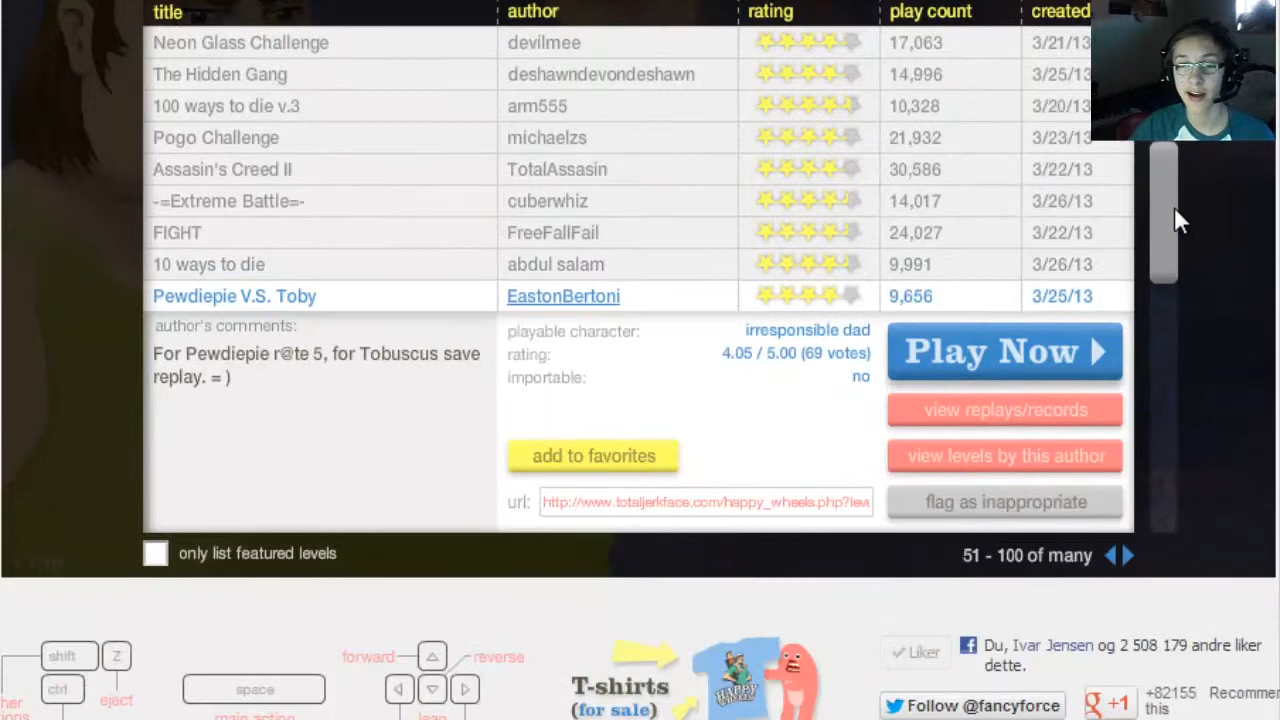 title author rating play count created
Neon Glass Challenge devilmee 17,063 3/21/13
The Hidden Gang deshawndevondeshawn 14,996 3/25/13
100 ways to die v.3 arm555 10,328 3/20/13
Pogo Challenge michaelzs 21,932 3/23/13
Assasin's Creed II TotalAssasin 30,586 3/22/13
-=Extreme Battle=- cuberwhiz 14,017 3/26/13
FIGHT FreeFallFail 24,027 3/22/13
10 ways to die abdul salam 9,991 3/26/13
Pewdiepie V.S. Toby EastonBertoni 9,656 3/25/13
author's comments:
For Pewdiepie r@te 5, for Tobuscus save
replay. = )
playable character: irresponsible dad
rating: 4.05 / 5.00 (69 votes)
importable: no
add to favorites
url: http://www.totaljerkface.com/happy_wheels.php?leve
Play Now
view replays/records
view levels by this author
flag as inappropriate
only list featured levels
51 - 100 of many
shift Z
ctrl
eject
space
main action
forward
reverse
lean
T-shirts
(for sale)
HAPPY
WHEELS
Liker
Du, Ivar Jensen og 2 508 179 andre liker
dette.
Follow @fancyforce
g +1
+82155 Recommer
this